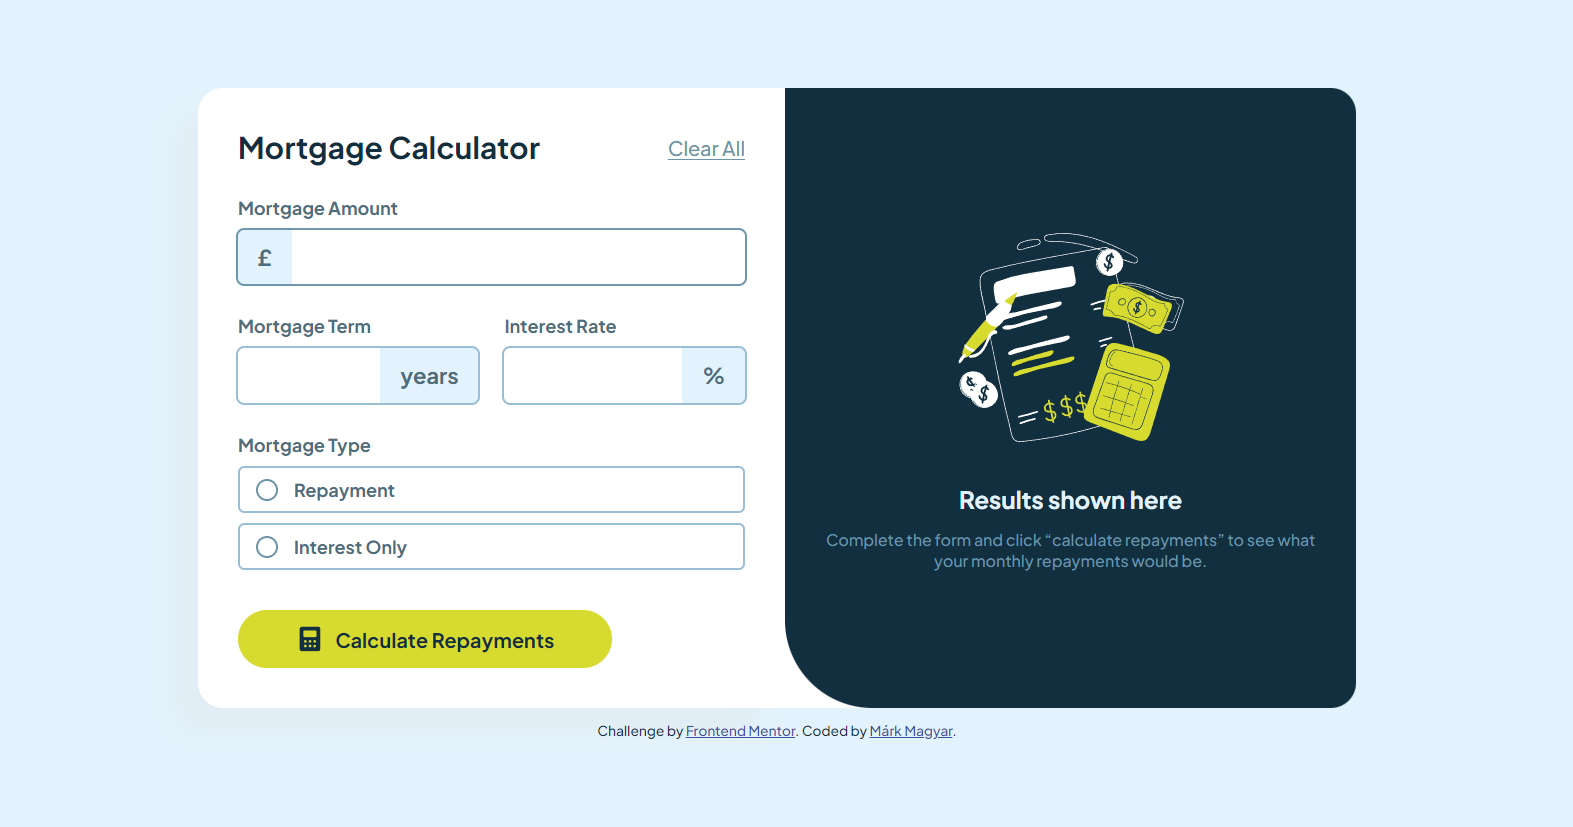 Mortgage Calculator
Clear All
Mortgage Amount
£
Mortgage Term
Interest Rate
years
%
Mortgage Type
Repayment
Interest Only
Calculate Repayments
$
$
$
$
$$$
Results shown here
Complete the form and click “calculate repayments” to see what
your monthly repayments would be.
Challenge by Frontend Mentor. Coded by Márk Magyar.